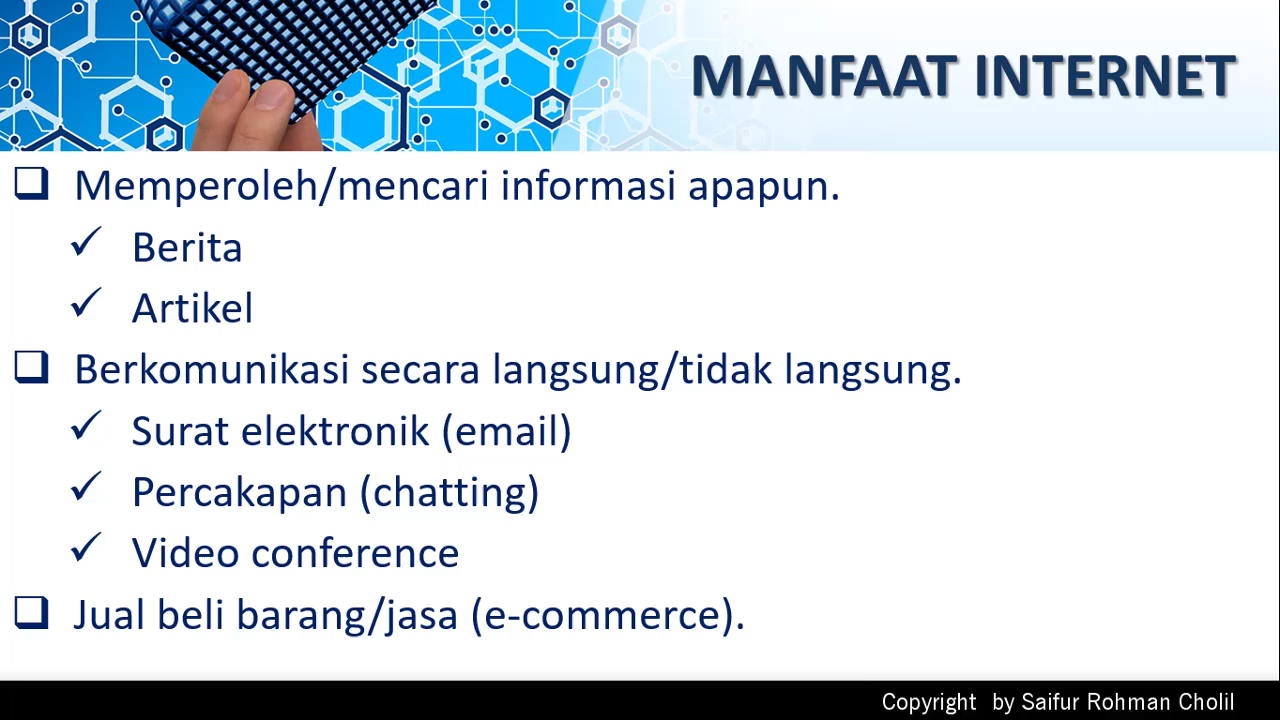 MANFAAT INTERNET
❑ Memperoleh/mencari informasi apapun.
✓ Berita
✓ Artikel
❑ Berkomunikasi secara langsung/tidak langsung.
✓ Surat elektronik (email)
✓ Percakapan (chatting)
✓ Video conference
❑ Jual beli barang/jasa (e-commerce).
Copyright by Saifur Rohman Cholil